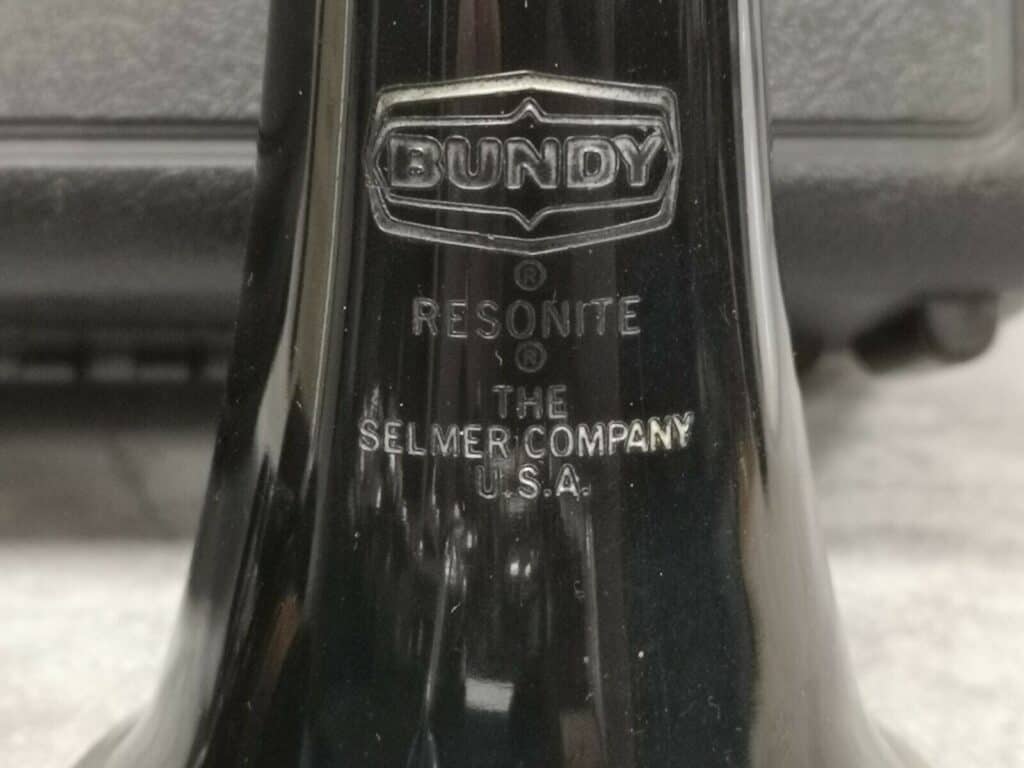 BUNDY
®
RESONITE
®
THE
SELMER COMPANY
U.S.A.